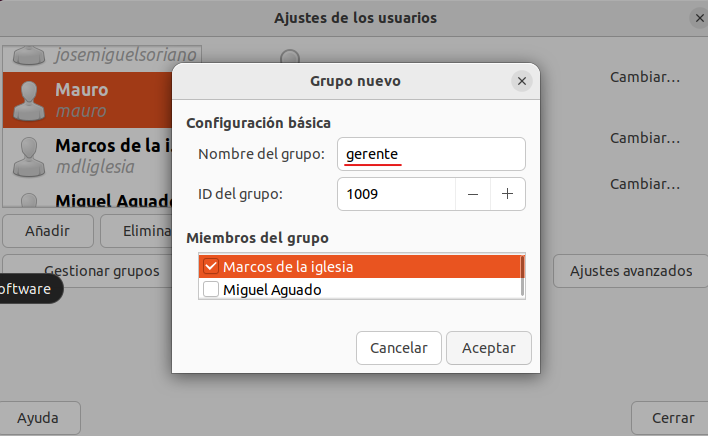 Ajustes de los usuarios
josemiguelsoriano
Mauro
mauro
Marcos de la i
mdliglesia
Miguel Aguado
Añadir
Elimina
Gestionar grupos
oftware
Cambiar...
Cambiar...
Cambiar...
Ajustes avanzados
Grupo nuevo
Configuración básica
Nombre del grupo: gerente
ID del grupo: 1009
Miembros del grupo
Marcos de la iglesia
Miguel Aguado
Cancelar Aceptar
Ayuda
Cerrar